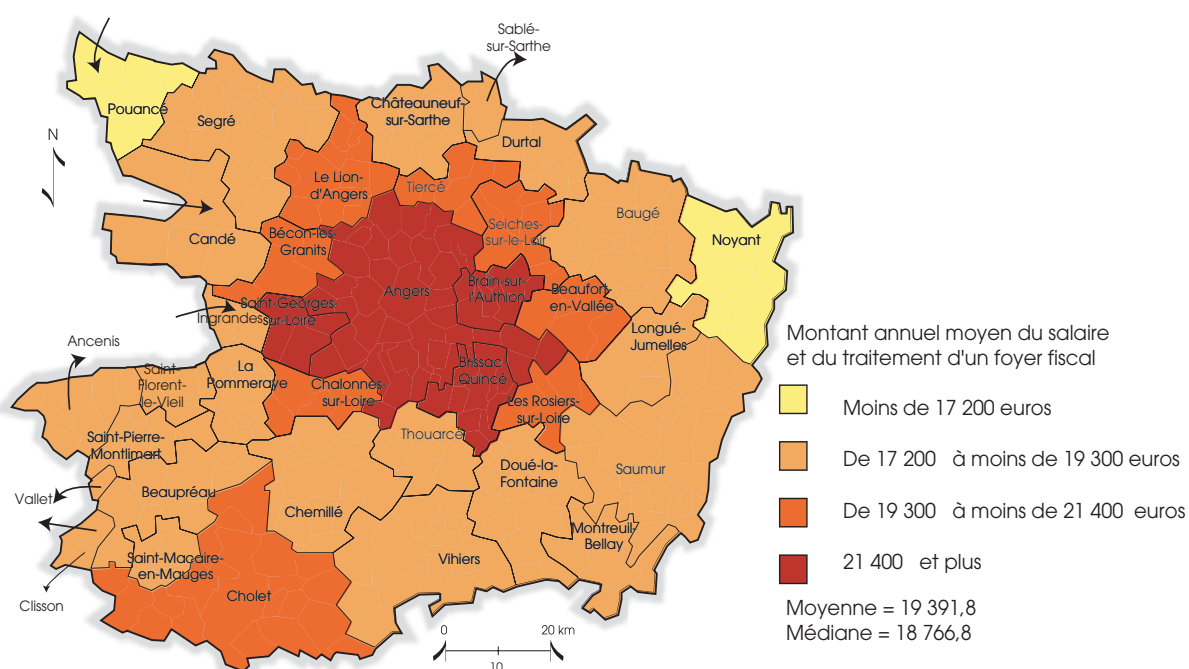 Sablé-
sur-Sarthe
Pouancé
Segré
Châteauneuf-
sur-Sarthe
Durtal
N
Le Lion-
d'Angers
Tiercé
Baugé
Seiches-
sur-le-Loir
Noyant
Candé
Bécon-les-
Granits
Angers
Brain-sur-
l'Authion
Beaufort-
en-Vallée
Saint-Georges-
sur-Loire
Ingrandes
Longué-
Jumelles
Ancenis
Saint-
Florent-
le-Vieil
La
Pommeraye
Chalonnes-
sur-Loire
Brissac-
Quincé
Les Rosiers-
sur-Loire
Saint-Pierre-
Montlimart
Thouarcé
Doué-la-
Fontaine
Saumur
Vallet
Beaupréau
Chemillé
Montreuil-
Bellay
Saint-Macaire-
en-Mauges
Vihiers
Clisson
Cholet
0 20 km
10
Montant annuel moyen du salaire
et du traitement d'un foyer fiscal
Moins de 17 200 euros
De 17 200 à moins de 19 300 euros
De 19 300 à moins de 21 400 euros
21 400 et plus
Moyenne = 19 391,8
Médiane = 18 766,8